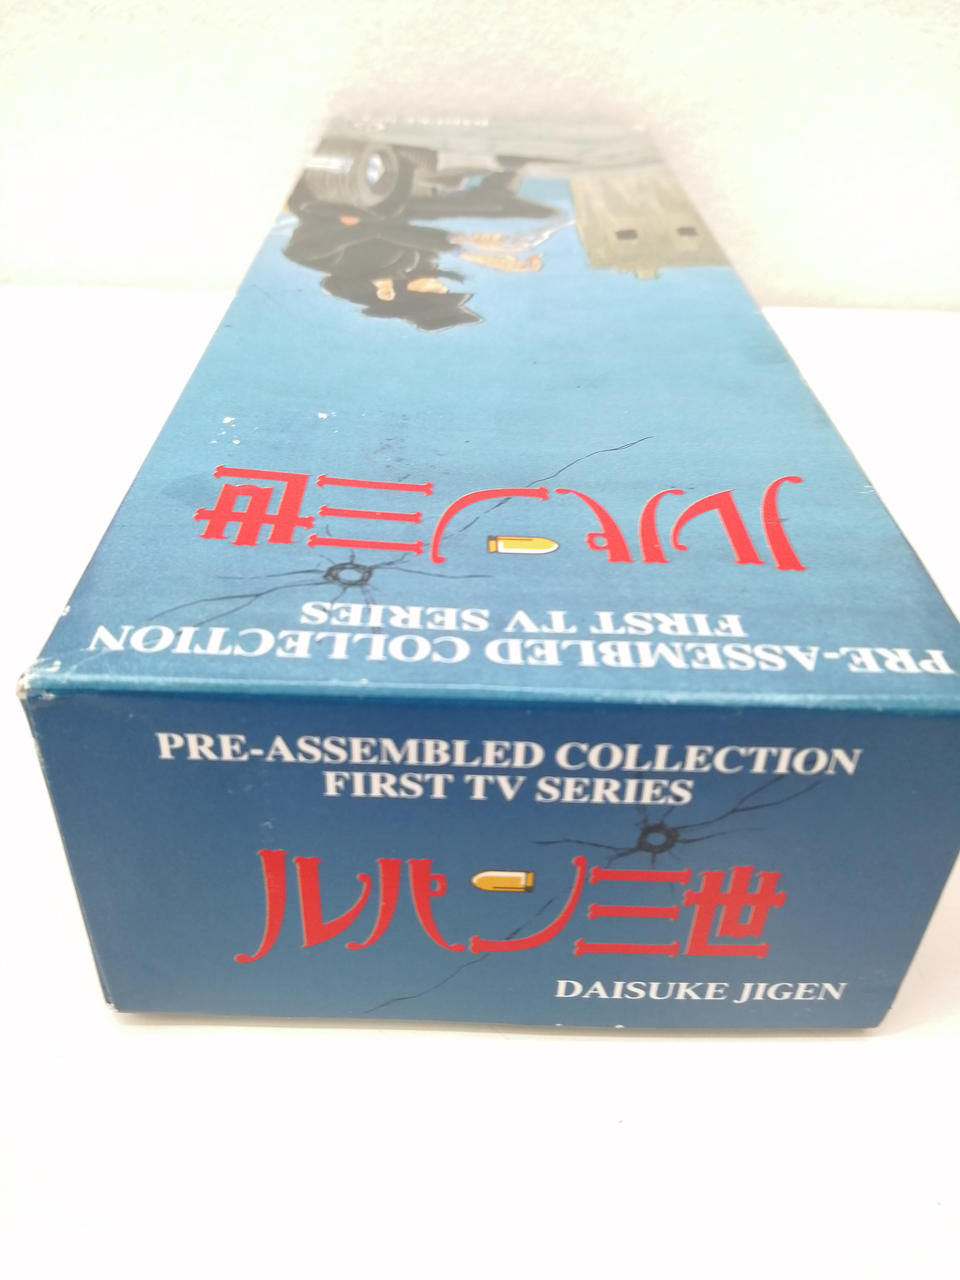 ルパン三世
FIRST TV SERIES
PRE-ASSEMBLED COLLECTION
PRE-ASSEMBLED COLLECTION
FIRST TV SERIES
ルパン三世
DAISUKE JIGEN